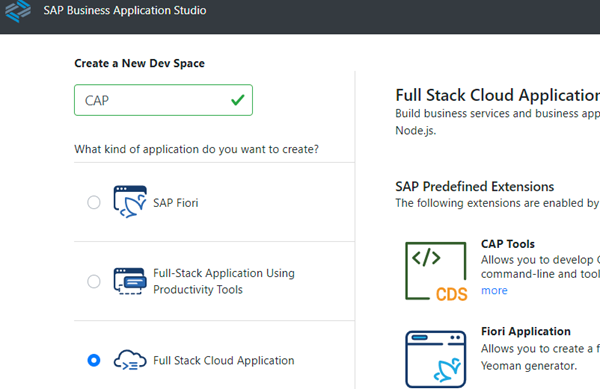 SAP Business Application Studio
Create a New Dev Space
CAP
What kind of application do you want to create?
SAP Fiori
Full-Stack Application Using
Productivity Tools
Full Stack Cloud Application
Full Stack Cloud Application
Build business services and business app
Node.js.
SAP Predefined Extensions
The following extensions are enabled by
</>
CDS
CAP Tools
Allows you to develop
command-line and tool
more
Fiori Application
Allows you to create a f
Yeoman generator.